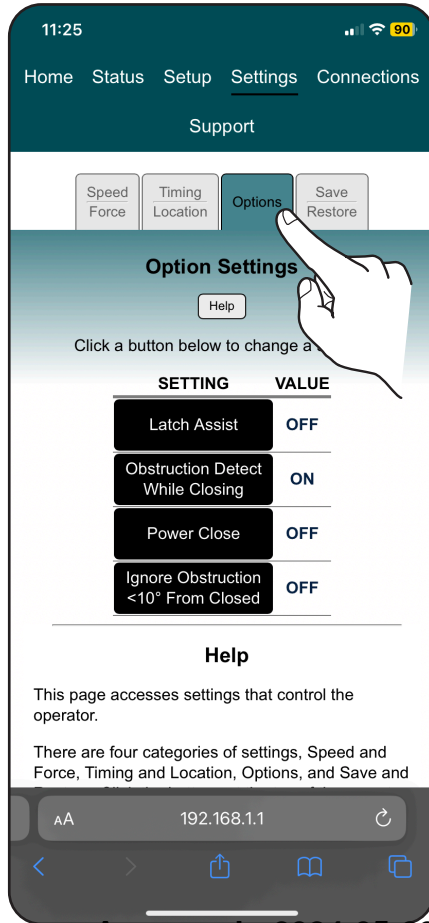 11:25
90
Home Status Setup Settings Connections
Support
Speed
Force
Timing
Location
Options
Save
Restore
Option Settings
Help
Click a button below to change a
SETTING VALUE
Latch Assist OFF
Obstruction Detect
While Closing ON
Power Close OFF
Ignore Obstruction
<10° From Closed OFF
Help
This page accesses settings that control the
operator.
There are four categories of settings, Speed and
Force, Timing and Location, Options, and Save and
AA 192.168.1.1